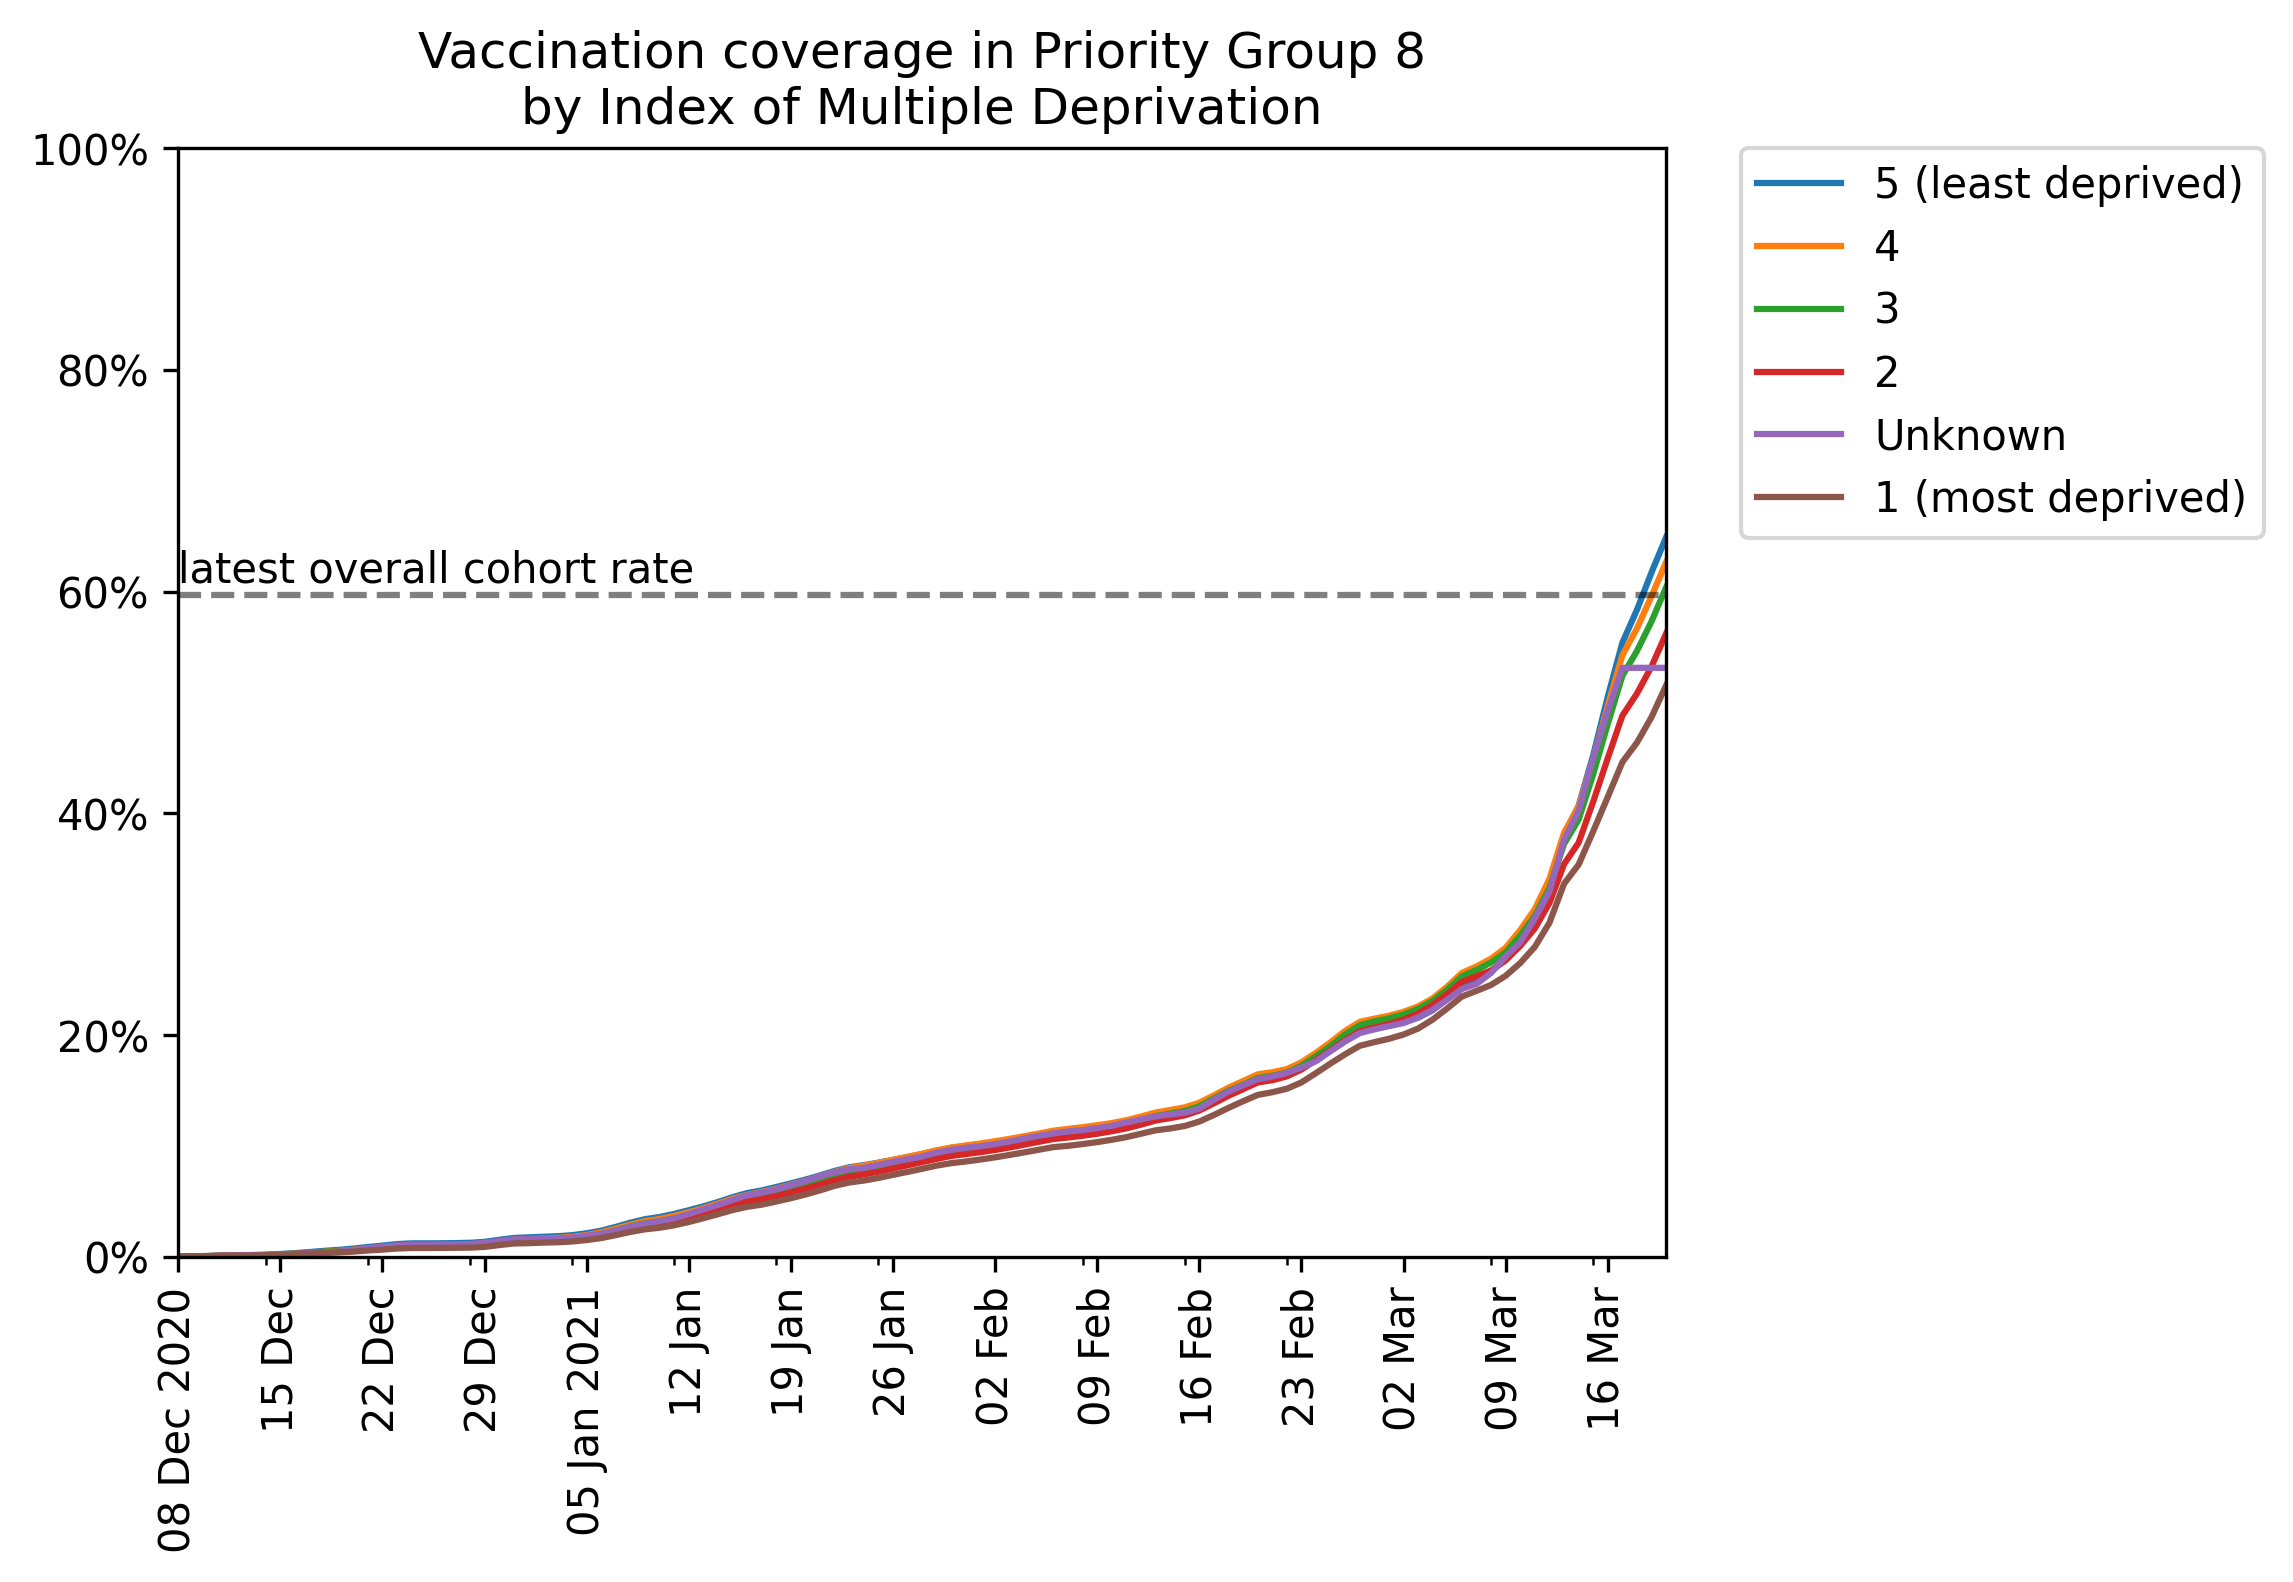 Vaccination coverage in Priority Group 8
by Index of Multiple Deprivation
100%
80%
60%
40%
20%
0%
latest overall cohort rate
5 (least deprived)
4
3
2
Unknown
1 (most deprived)
08 Dec 2020
15 Dec
22 Dec
29 Dec
05 Jan 2021
12 Jan
19 Jan
26 Jan
02 Feb
09 Feb
16 Feb
23 Feb
02 Mar
09 Mar
16 Mar